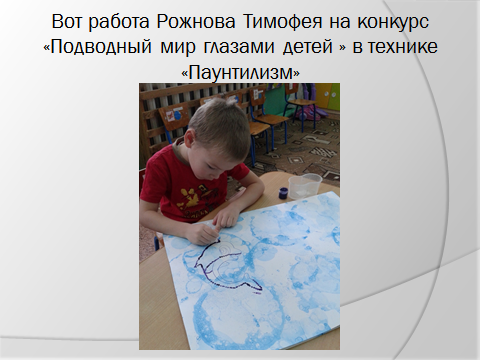 Вот работа Рожнова Тимофея на конкурс
«Подводный мир глазами детей » в технике
«Паунтилизм»